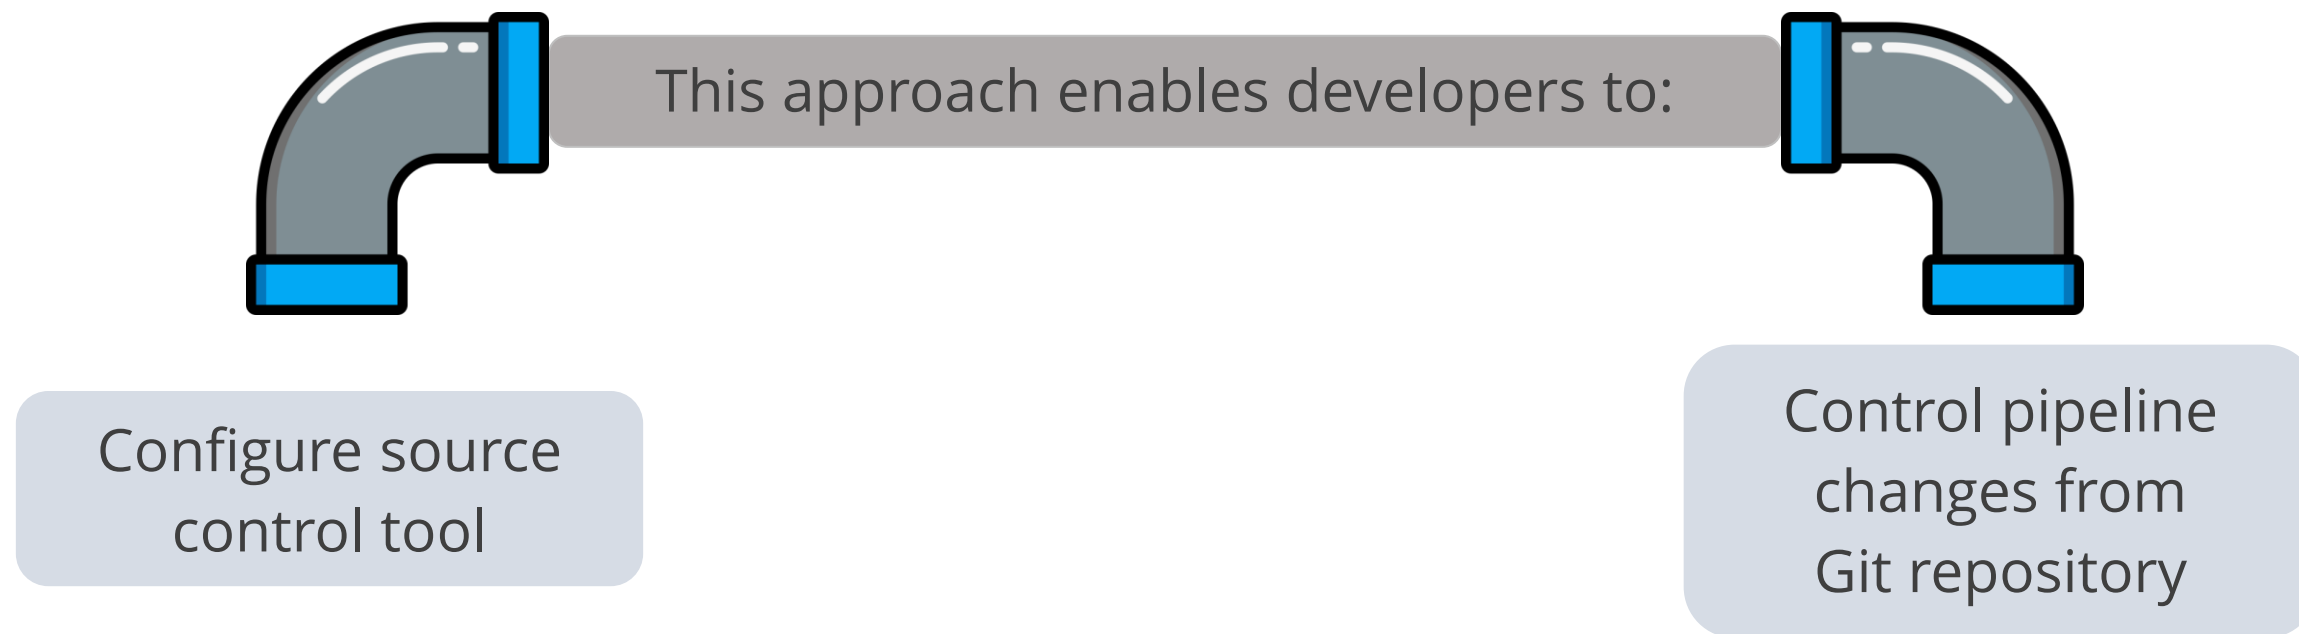 This approach enables developers to:
Configure source
control tool
Control pipeline
changes from
Git repository